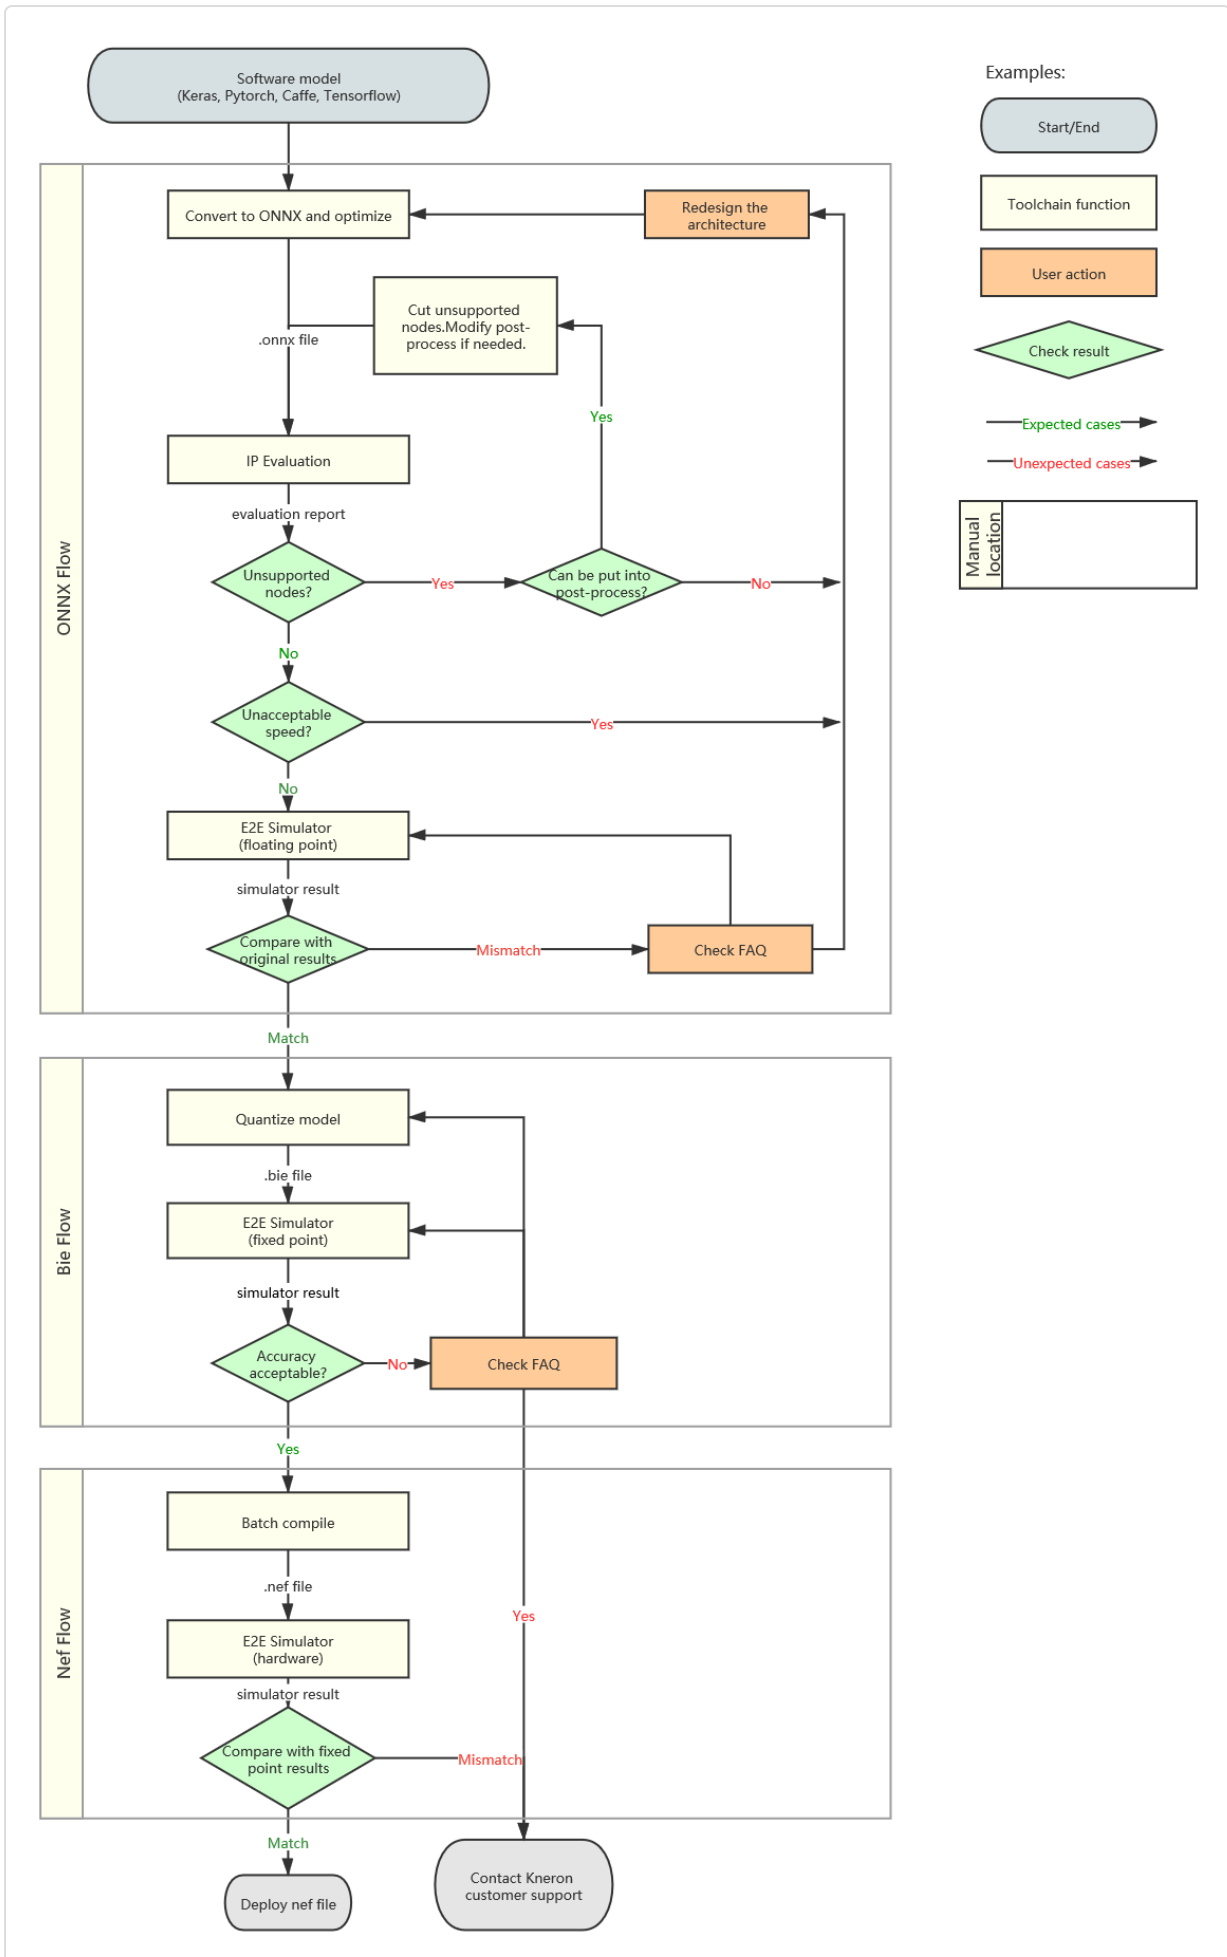 Software model
(Keras, Pytorch, Caffe, Tensorflow)
Examples:
Start/End
Toolchain function
User action
Check result
Expected cases
Unexpected cases
Manual
location
ONNX Flow
Convert to ONNX and optimize
Redesign the
architecture
Cut unsupported
nodes.Modify post-
process if needed.
.onnx file
Yes
IP Evaluation
evaluation report
Unsupported
nodes?
Yes
Can be put into
post-process?
No
No
Unacceptable
speed?
Yes
No
E2E Simulator
(floating point)
simulator result
Compare with
original results
Mismatch
Check FAQ
Match
Bie Flow
Quantize model
.bie file
E2E Simulator
(fixed point)
simulator result
Accuracy
acceptable?
No
Check FAQ
Yes
Nef Flow
Batch compile
.nef file
Yes
E2E Simulator
(hardware)
simulator result
Compare with fixed
point results
Mismatch
Match
Deploy nef file
Contact Kneron
customer support